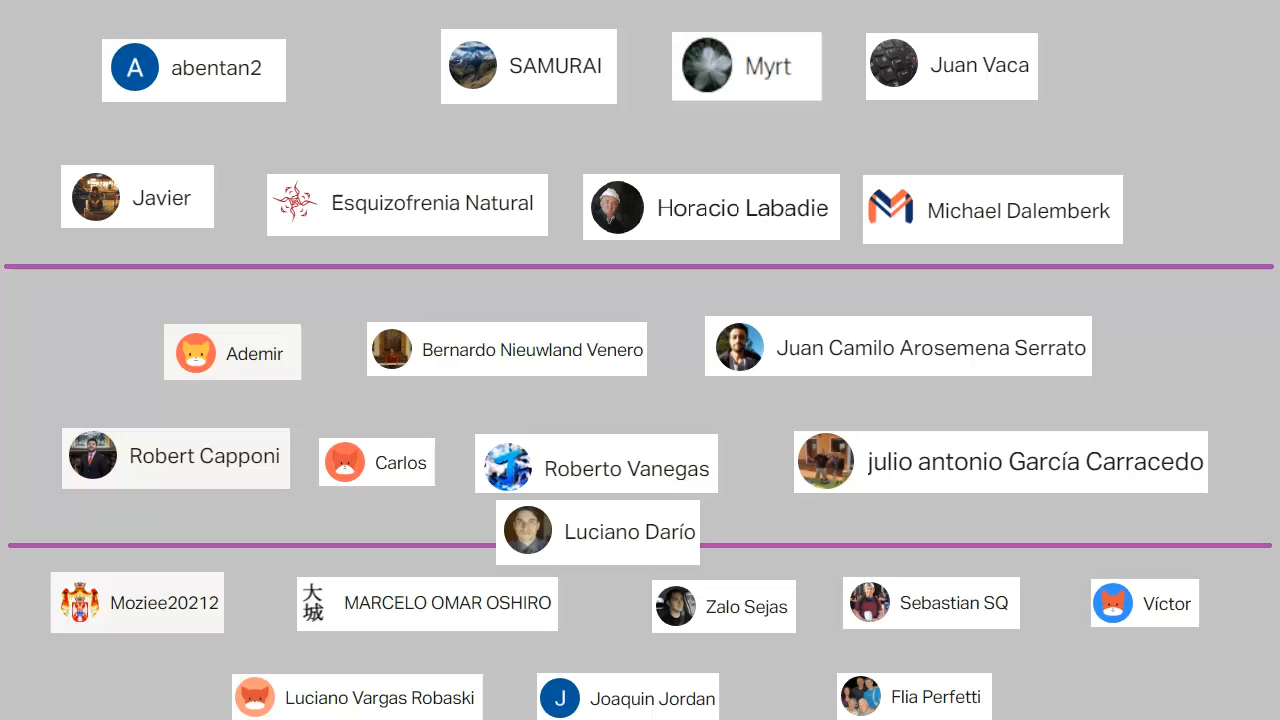 A abentan2
SAMURAI
Myrt
Juan Vaca
Javier
Esquizofrenia Natural
Horacio Labadie
Michael Dalemberk
Ademir
Bernardo Nieuwland Venero
Juan Camilo Arosemena Serrato
Robert Capponi
Carlos
Roberto Vanegas
julio antonio García Carracedo
Luciano Darío
Moziee20212
大城 MARCELO OMAR OSHIRO
Zalo Sejas
Sebastian SQ
Víctor
Luciano Vargas Robaski
J Joaquin Jordan
Flia Perfetti